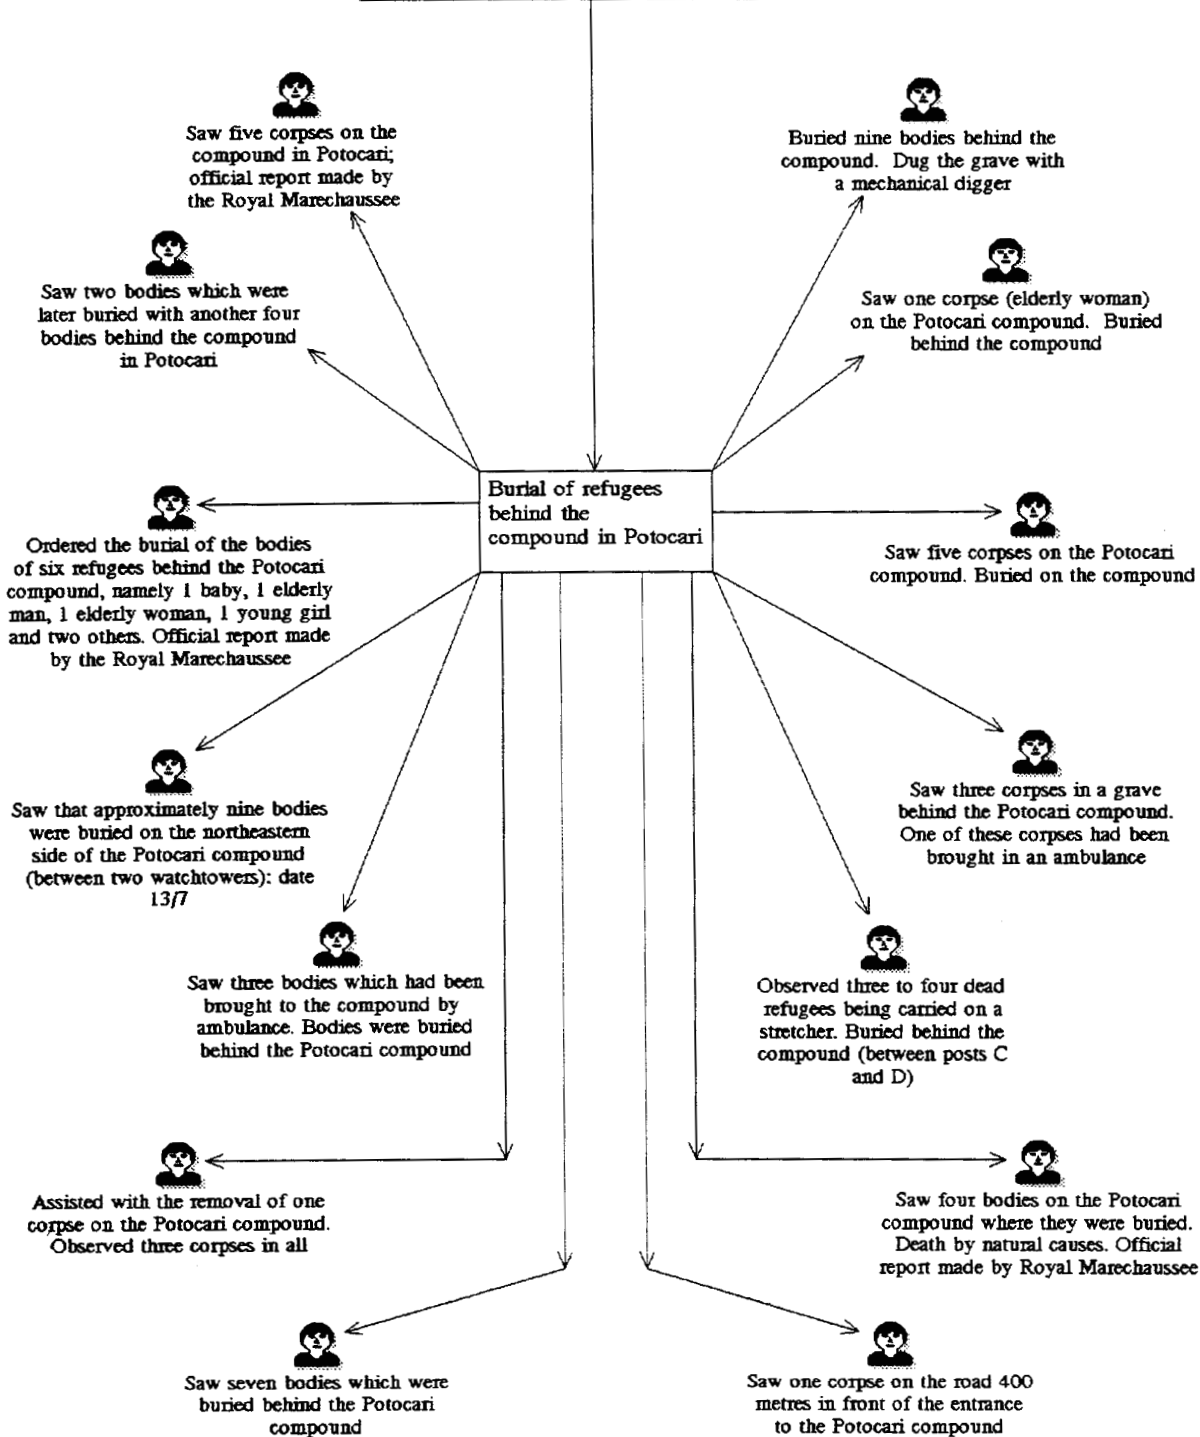 Saw five corpses on the
compound in Potocari;
official report made by
the Royal Marechaussee
Buried nine bodies behind the
compound. Dug the grave with
a mechanical digger
Saw two bodies which were
later buried with another four
bodies behind the compound
in Potocari
Saw one corpse (elderly woman)
on the Potocari compound. Buried
behind the compound
Burial of refugees
behind the
compound in Potocari
Ordered the burial of the bodies
of six refugees behind the Potocari
compound, namely 1 baby, 1 elderly
man, 1 elderly woman, 1 young girl
and two others. Official report made
by the Royal Marechaussee
Saw five corpses on the Potocari
compound. Buried on the compound
Saw that approximately nine bodies
were buried on the northeastern
side of the Potocari compound
(between two watchtowers): date
13/7
Saw three corpses in a grave
behind the Potocari compound.
One of these corpses had been
brought in an ambulance
Saw three bodies which had been
brought to the compound by
ambulance. Bodies were buried
behind the Potocari compound
Observed three to four dead
refugees being carried on a
stretcher. Buried behind the
compound (between posts C
and D)
Assisted with the removal of one
corpse on the Potocari compound.
Observed three corpses in all
Saw four bodies on the Potocari
compound where they were buried.
Death by natural causes. Official
report made by Royal Marechaussee
Saw seven bodies which were
buried behind the Potocari
compound
Saw one corpse on the road 400
metres in front of the entrance
to the Potocari compound